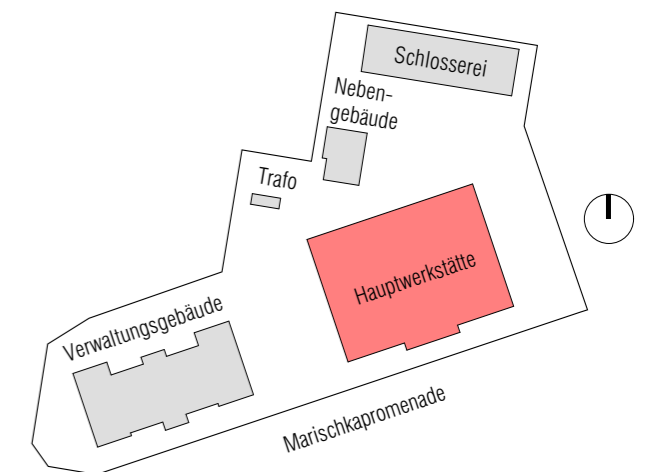 Schlosserei
Neben-
gebäude
Trafo
Hauptwerkstätte
Verwaltungsgebäude
Marischkapromenade